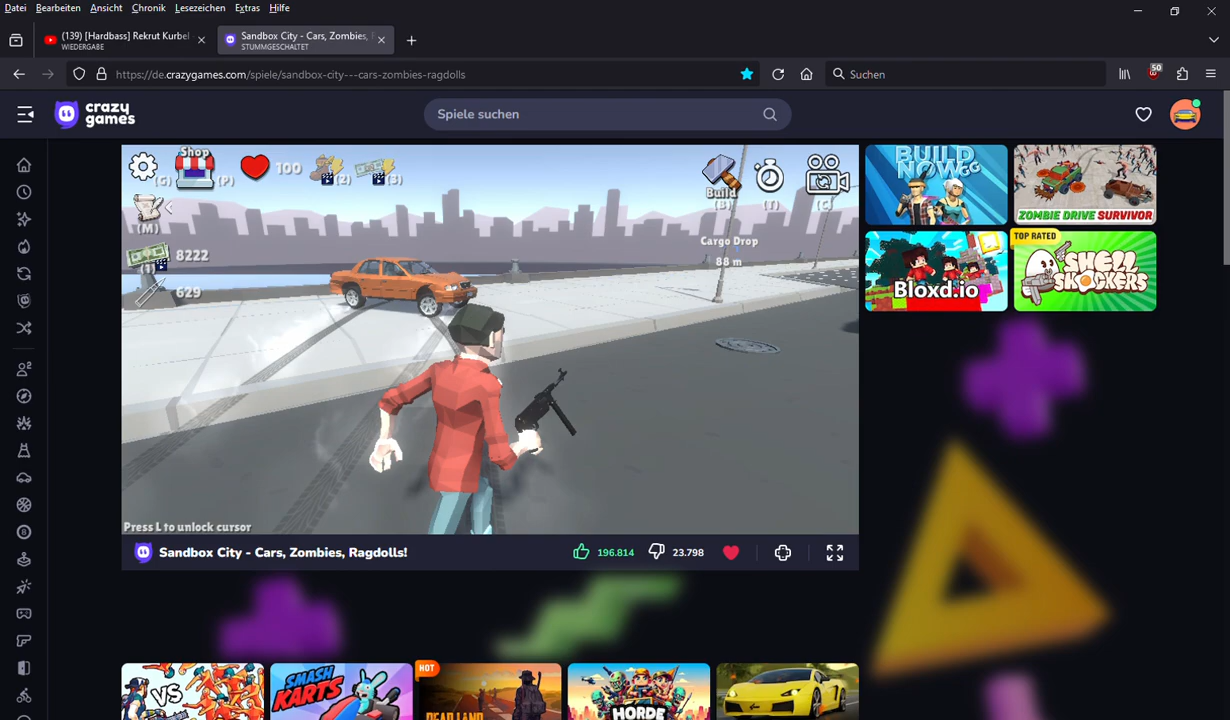 Datei Bearbeiten Ansicht Chronik Lesezeichen Extras Hilfe
(139) [Hardbass] Rekrut Kurbel
WIEDERGABE
Sandbox City - Cars, Zombies,
STUMMGESCHALTET
https://de.crazygames.com/spiele/sandbox-city---cars-zombies-ragdolls
Suchen
50
crazy
games
Spiele suchen
Shop
(G)
(P)
100
(2)
(3)
Build
(B)
(T)
(C)
(M)
8222
(1)
629
Cargo Drop
88 m
Press L to unlock cursor
BUILD
NOW GG
ZOMBIE DRIVE SURVIVOR
Bloxd.io
TOP RATED
SHELL
SHOCKERS
Sandbox City - Cars, Zombies, Ragdolls!
196.814
23.798
VS
SMASH
KARTS
HOT
DEAD LAND
HORDE